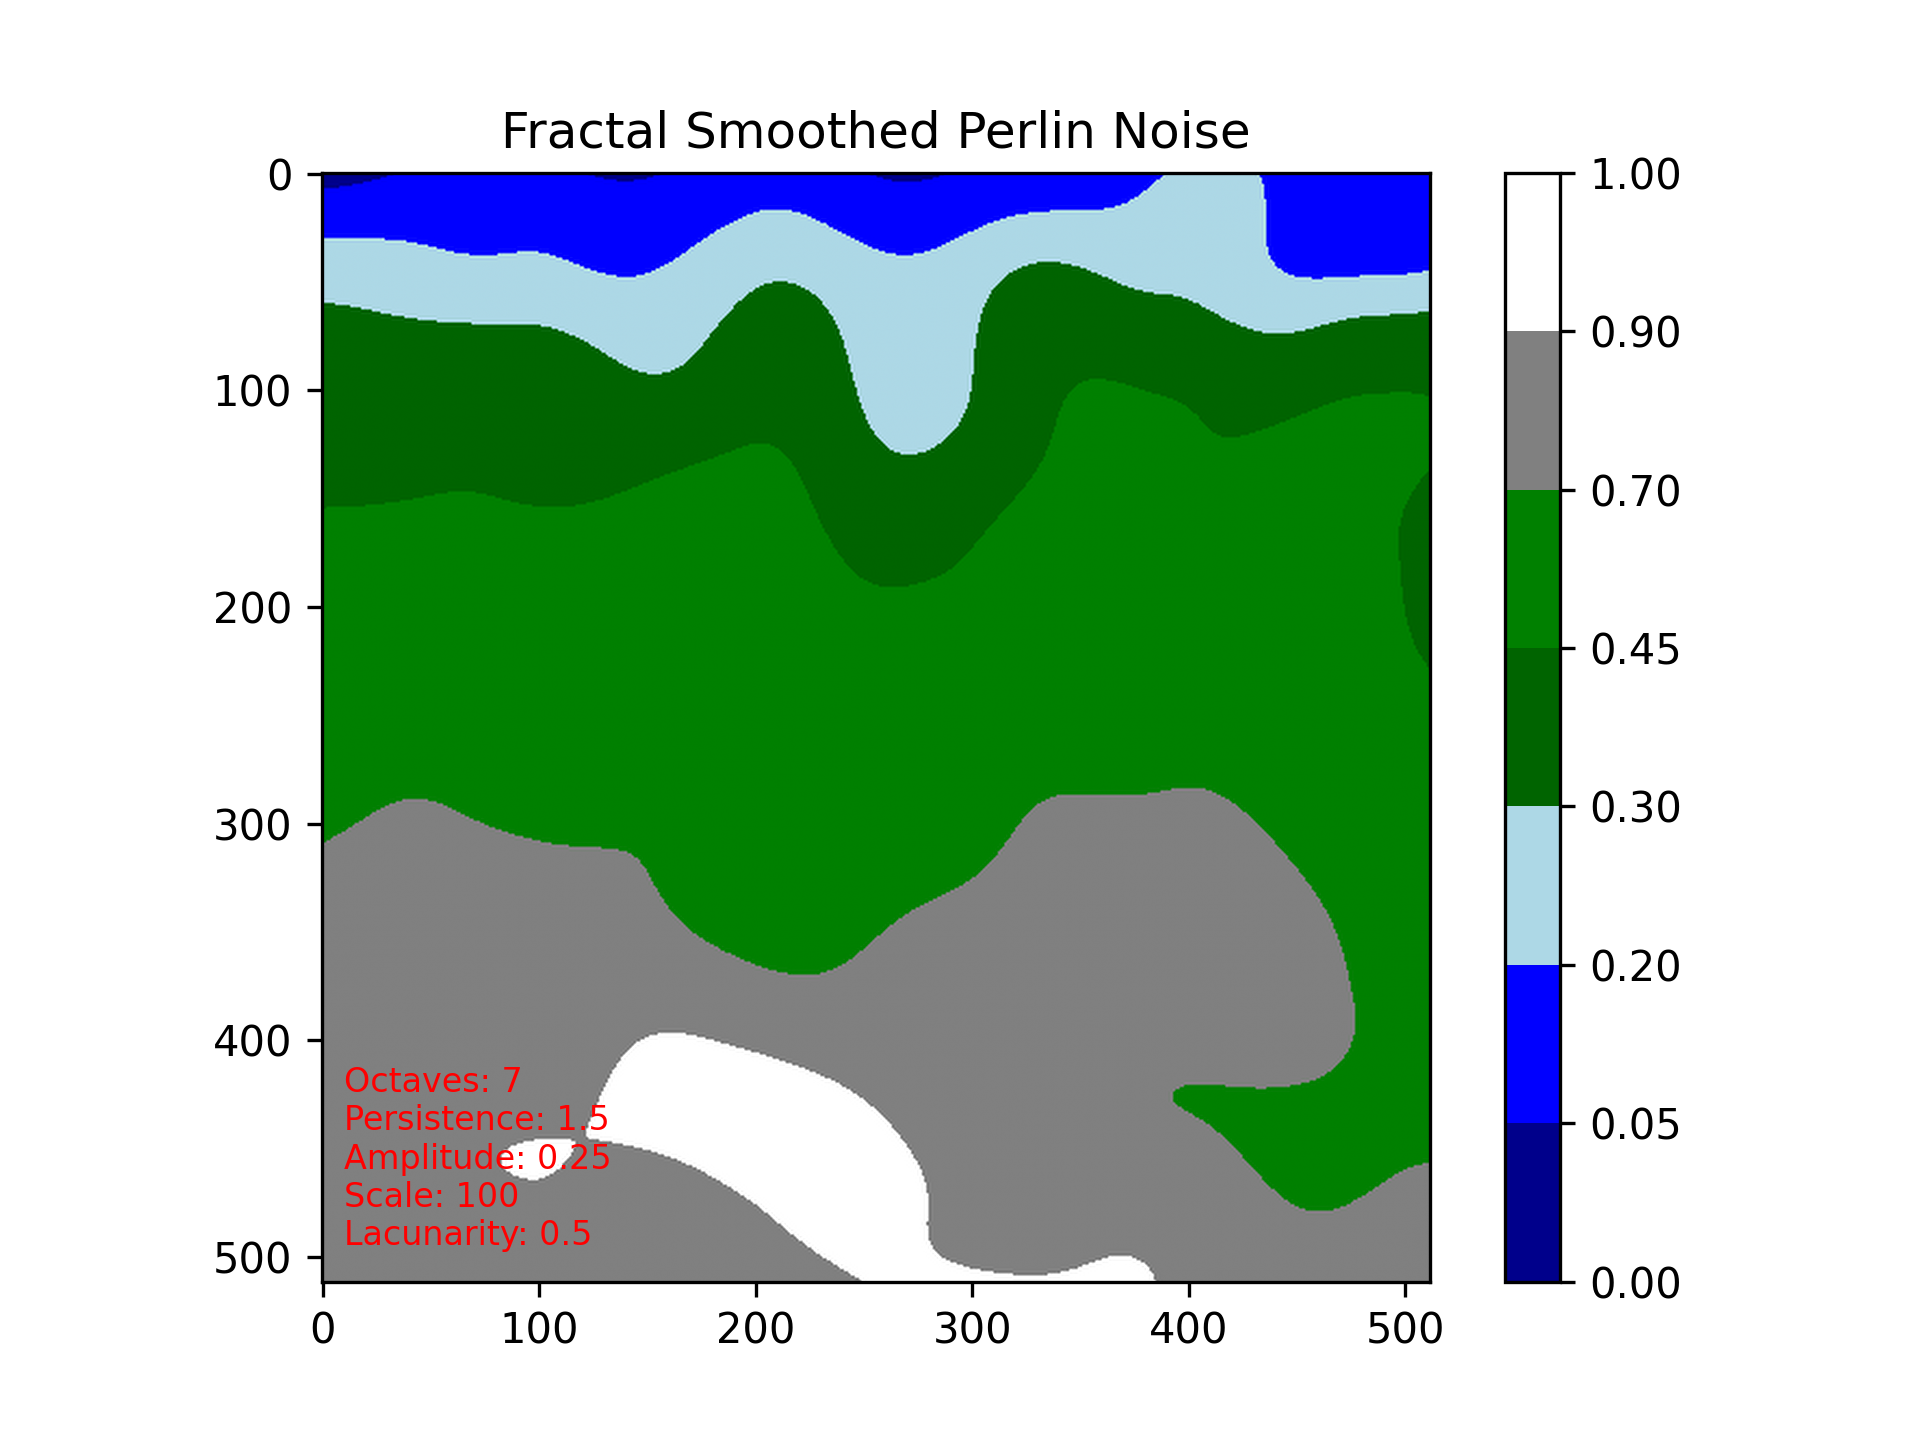 Fractal Smoothed Perlin Noise
0
100
200
300
400
500
Octaves: 7
Persistence: 1.5
Amplitude: 0.25
Scale: 100
Lacunarity: 0.5
0 100 200 300 400 500
1.00
0.90
0.70
0.45
0.30
0.20
0.05
0.00